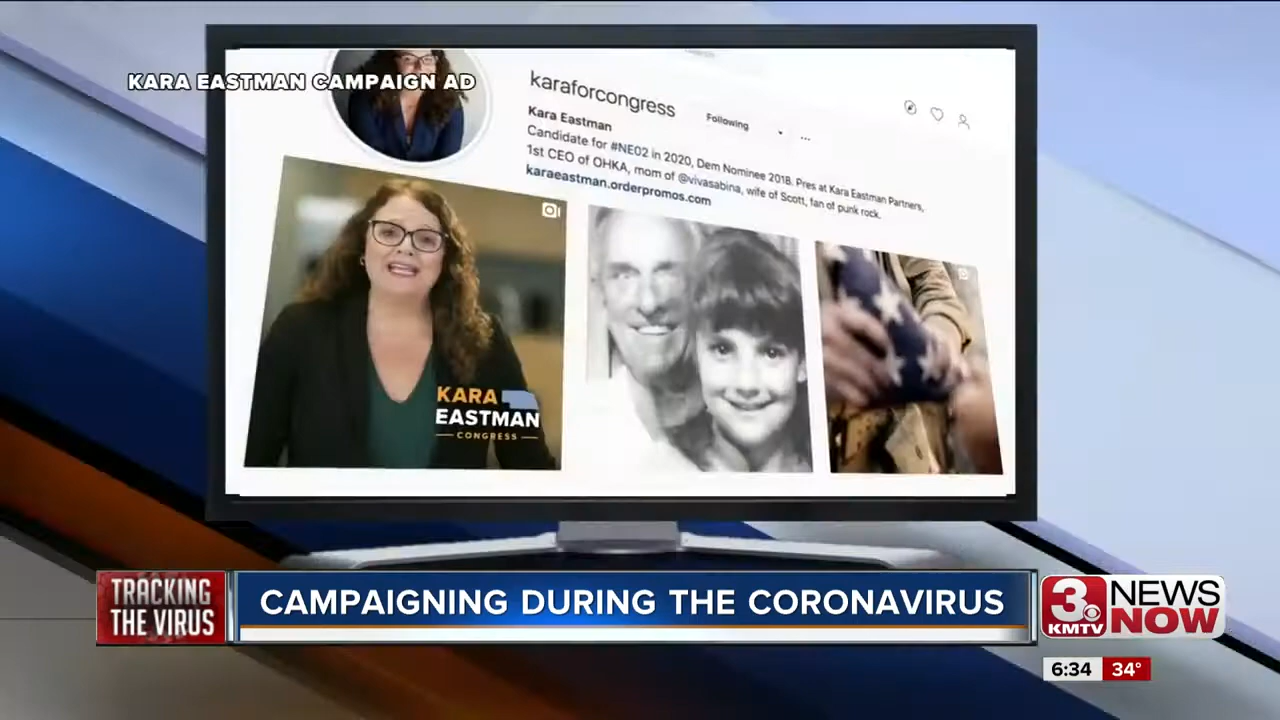 KARA EASTMAN CAMPAIGN AD
karaforcongress
Following
Kara Eastman
Candidate for #NE02 in 2020, Dem Nominee 2018. Pres at Kara Eastman Partners,
1st CEO of OHKA, mom of @vivasabina, wife of Scott, fan of punk rock.
karaeastman.orderpromos.com
KARA
EASTMAN
CONGRESS
TRACKING
THE VIRUS
CAMPAIGNING DURING THE CORONAVIRUS
3
KMTV
NEWS
NOW
6:34
34°